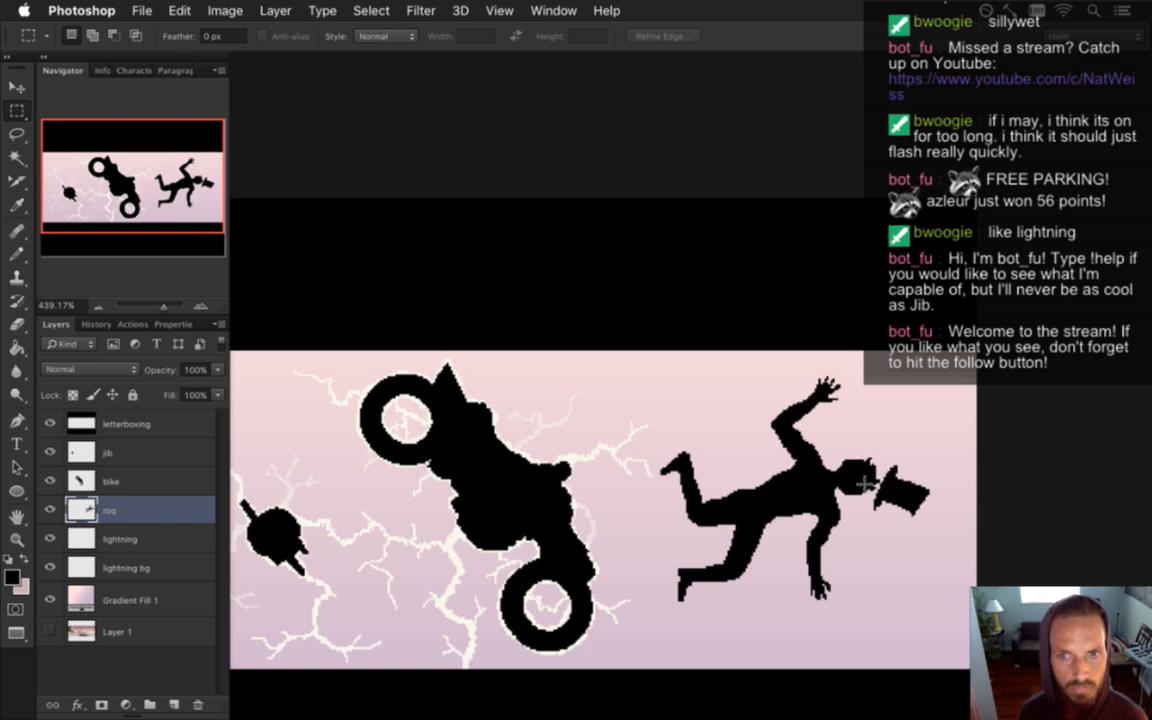 Photoshop File Edit Image Layer Type Select Filter 3D View Window Help
Feather: 0 px Anti-alias Style: Normal Width: Height: Refine Edge...
Navigator Info Characte Paragraj
439.17%
Layers History Actions Propertie
Kind
Normal Opacity: 100%
Lock: Fill: 100%
letterboxing
jib
bike
roq
lightning
lightning bg
Gradient Fill 1
Layer 1
fx
bwoogie : sillywet
bot_fu : Missed a stream? Catch
up on Youtube:
https://www.youtube.com/c/NatWei
ss
bwoogie : if i may, i think its on
for too long. i think it should just
flash really quickly.
bot_fu : FREE PARKING!
azleur just won 56 points!
bwoogie : like lightning
bot_fu : Hi, I'm bot_fu! Type !help if
you would like to see what I'm
capable of, but I'll never be as cool
as Jib.
bot_fu : Welcome to the stream! If
you like what you see, don't forget
to hit the follow button!